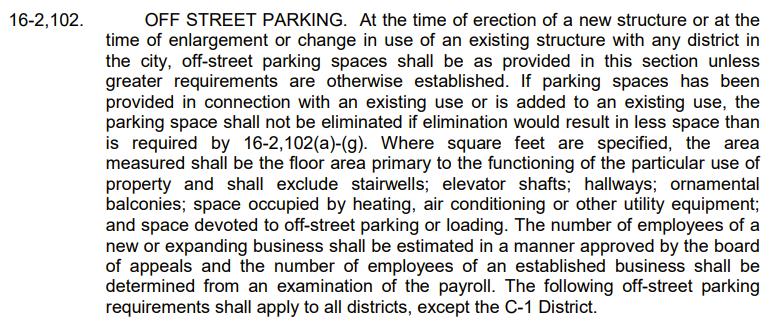 16-2,102. OFF STREET PARKING. At the time of erection of a new structure or at the
time of enlargement or change in use of an existing structure with any district in
the city, off-street parking spaces shall be as provided in this section unless
greater requirements are otherwise established. If parking spaces has been
provided in connection with an existing use or is added to an existing use, the
parking space shall not be eliminated if elimination would result in less space than
is required by 16-2,102(a)-(g). Where square feet are specified, the area
measured shall be the floor area primary to the functioning of the particular use of
property and shall exclude stairwells; elevator shafts; hallways; ornamental
balconies; space occupied by heating, air conditioning or other utility equipment;
and space devoted to off-street parking or loading. The number of employees of a
new or expanding business shall be estimated in a manner approved by the board
of appeals and the number of employees of an established business shall be
determined from an examination of the payroll. The following off-street parking
requirements shall apply to all districts, except the C-1 District.